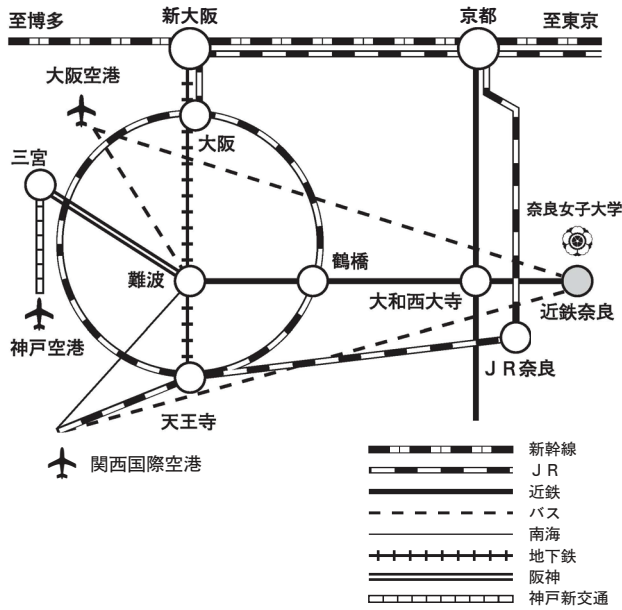 至博多
新大阪
京都
至東京
大阪空港
大阪
三宮
奈良女子大学
鶴橋
難波
大和西大寺
近鉄奈良
神戸空港
JR奈良
天王寺
関西国際空港
新幹線
JR
近鉄
バス
南海
地下鉄
阪神
神戸新交通